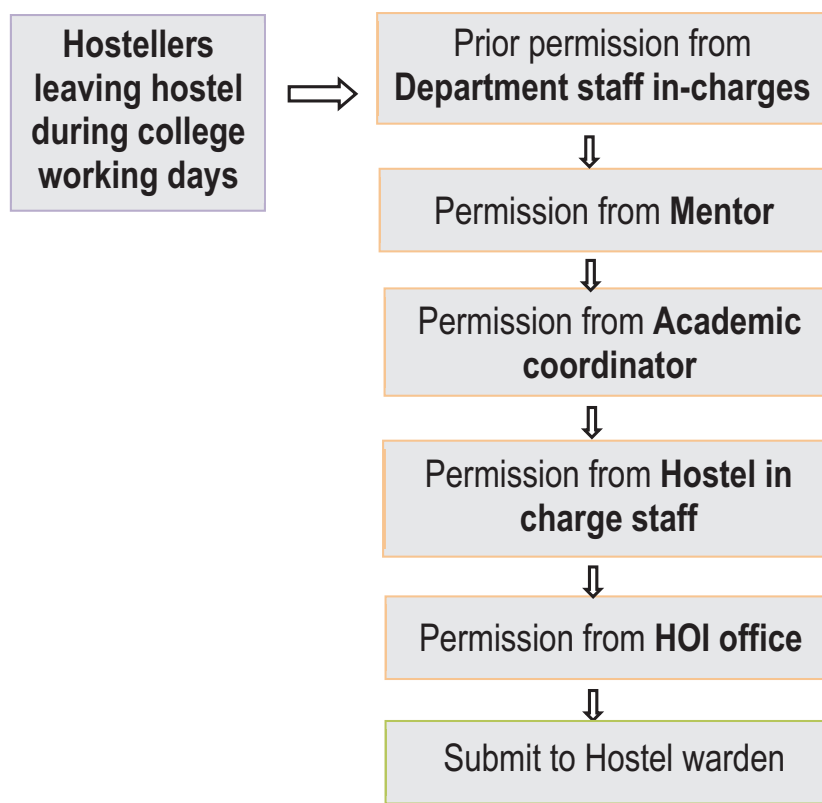 Hostellers
leaving hostel
during college
working days
Prior permission from
Department staff in-charges
Permission from Mentor
Permission from Academic
coordinator
Permission from Hostel in
charge staff
Permission from HOI office
Submit to Hostel warden